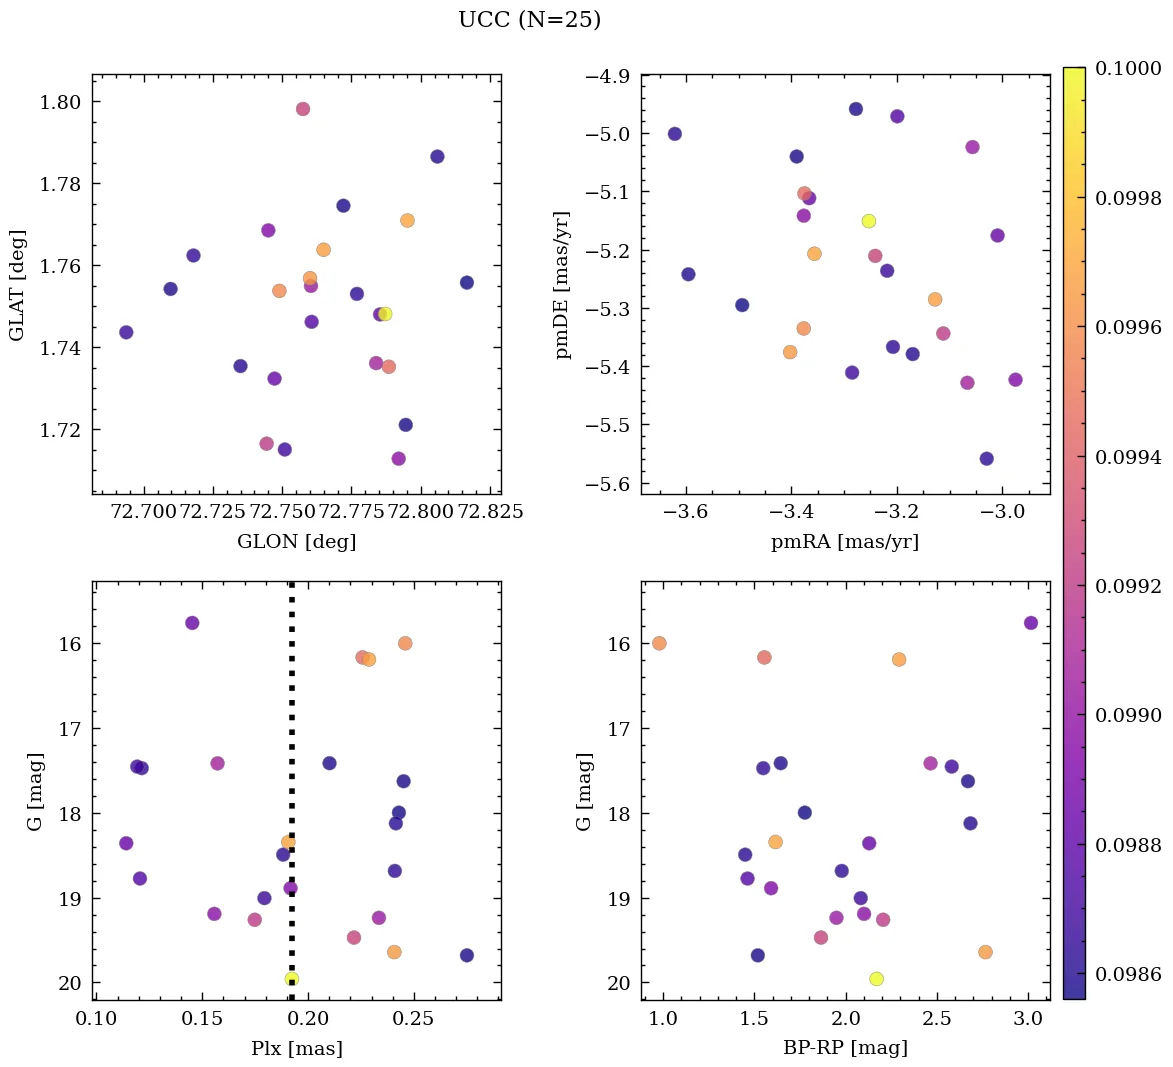 UCC (N=25)
1.80
1.78
1.76
1.74
1.72
GLAT [deg]
72.700 72.725 72.750 72.775 72.800 72.825
GLON [deg]
−4.9
−5.0
−5.1
−5.2
−5.3
−5.4
−5.5
−5.6
pmDE [mas/yr]
−3.6 −3.4 −3.2 −3.0
pmRA [mas/yr]
16
17
18
19
20
G [mag]
0.10 0.15 0.20 0.25
Plx [mas]
16
17
18
19
20
G [mag]
1.0 1.5 2.0 2.5 3.0
BP-RP [mag]
0.1000
0.0998
0.0996
0.0994
0.0992
0.0990
0.0988
0.0986